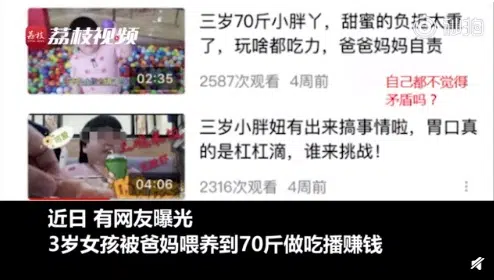 荔枝视频
三岁70斤小胖丫，甜蜜的负担太重
了，玩啥都吃力，爸爸妈妈自责
02:35
2587次观看 4周前
自己都不觉得
矛盾吗？
三岁小胖妞有出来搞事情啦，胃口真
的是杠杠滴，谁来挑战！
04:06
2316次观看 4周前
近日 有网友曝光
3岁女孩被爸妈喂养到70斤做吃播赚钱